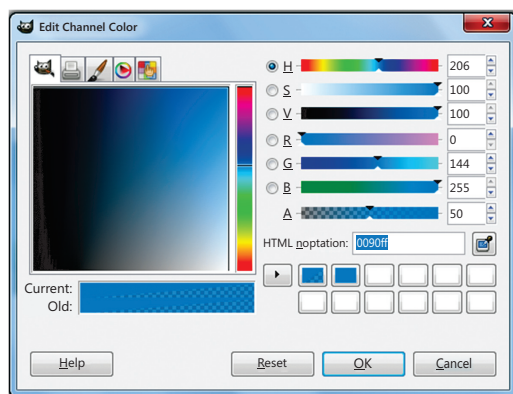 Edit Channel Color
H 206
S 100
V 100
R 0
G 144
B 255
A 50
HTML noptation: 0090ff
Current:
Old:
Help Reset OK Cancel